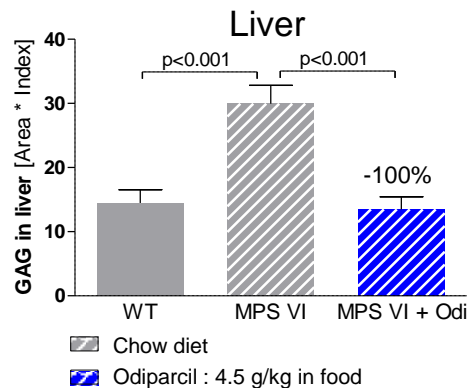 Liver
p<0.001 p<0.001
GAG in liver [Area * Index]
40
30
20
10
0
-100%
WT MPS VI MPS VI + Odi
Chow diet
Odiparcil : 4.5 g/kg in food